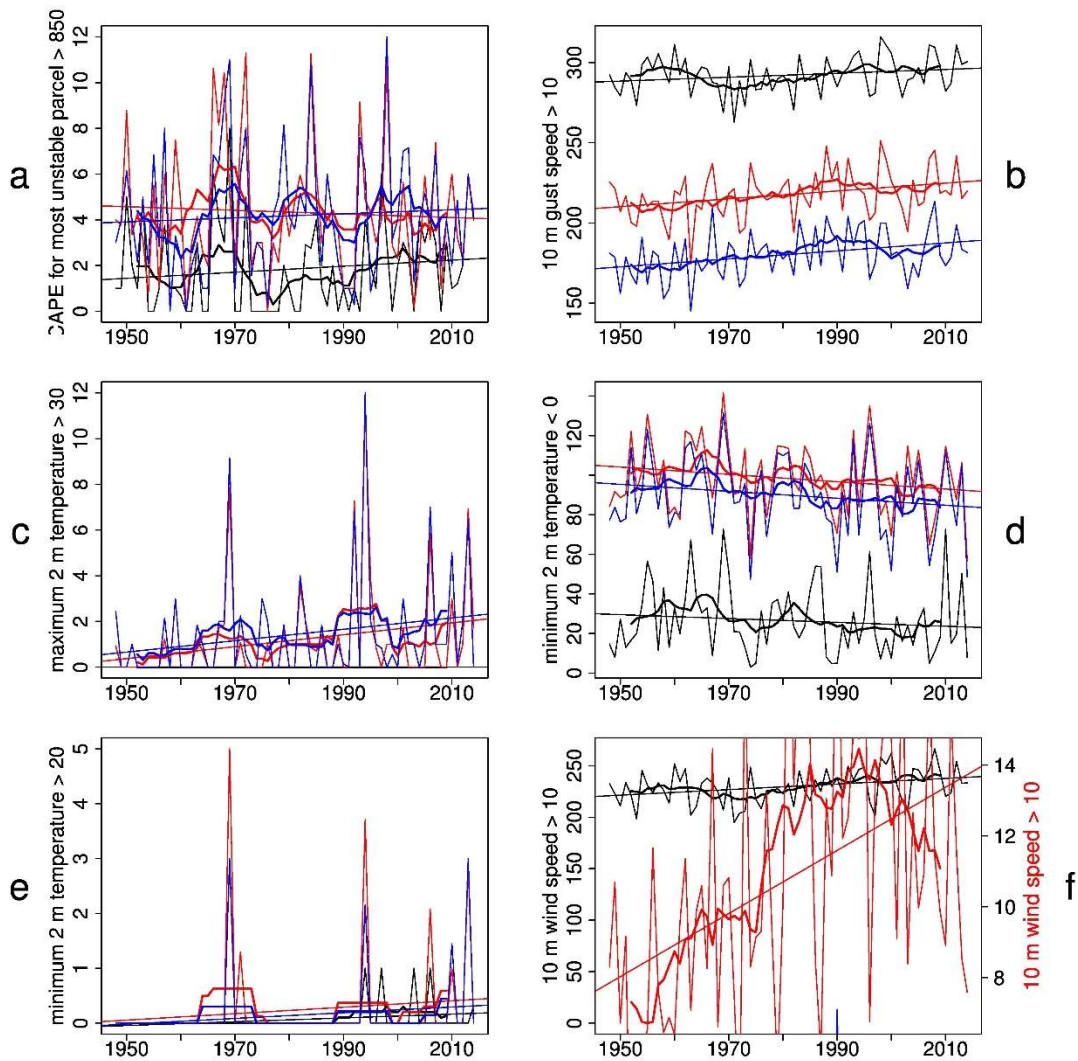 a
CAPE for most unstable parcel > 850
0 2 4 6 8 10 12
1950 1970 1990 2010
b
10 m gust speed > 10
150 200 250 300
1950 1970 1990 2010
c
maximum 2 m temperature > 30
0 2 4 6 8 10 12
1950 1970 1990 2010
d
minimum 2 m temperature < 0
0 20 40 60 80 120
1950 1970 1990 2010
e
minimum 2 m temperature > 20
0 1 2 3 4 5
1950 1970 1990 2010
f
10 m wind speed > 10
0 50 100 150 200 250
1950 1970 1990 2010
8 10 12 14
10 m wind speed > 10